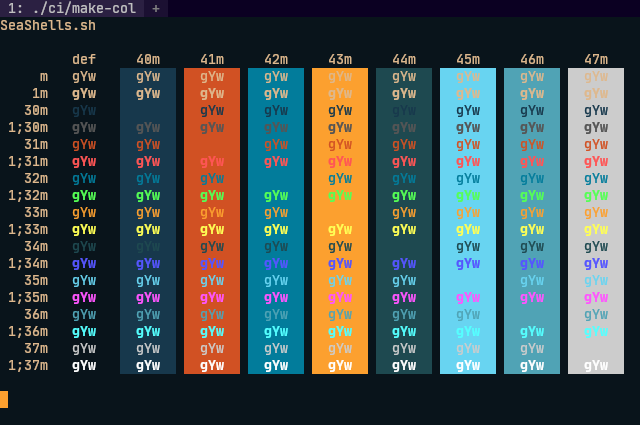 1: ./ci/make-col +
SeaShells.sh
def 40m 41m 42m 43m 44m 45m 46m 47m
m gYw gYw gYw gYw gYw gYw gYw gYw gYw
1m gYw gYw gYw gYw gYw gYw gYw gYw gYw
30m gYw gYw gYw gYw gYw gYw gYw gYw
1;30m gYw gYw gYw gYw gYw gYw gYw gYw gYw
31m gYw gYw gYw gYw gYw gYw gYw gYw
1;31m gYw gYw gYw gYw gYw gYw gYw gYw gYw
32m gYw gYw gYw gYw gYw gYw gYw gYw
1;32m gYw gYw gYw gYw gYw gYw gYw gYw gYw
33m gYw gYw gYw gYw gYw gYw gYw gYw
1;33m gYw gYw gYw gYw gYw gYw gYw gYw gYw
34m gYw gYw gYw gYw gYw gYw gYw gYw
1;34m gYw gYw gYw gYw gYw gYw gYw gYw gYw
35m gYw gYw gYw gYw gYw gYw gYw gYw
1;35m gYw gYw gYw gYw gYw gYw gYw gYw gYw
36m gYw gYw gYw gYw gYw gYw gYw gYw
1;36m gYw gYw gYw gYw gYw gYw gYw gYw gYw
37m gYw gYw gYw gYw gYw gYw gYw gYw
1;37m gYw gYw gYw gYw gYw gYw gYw gYw gYw